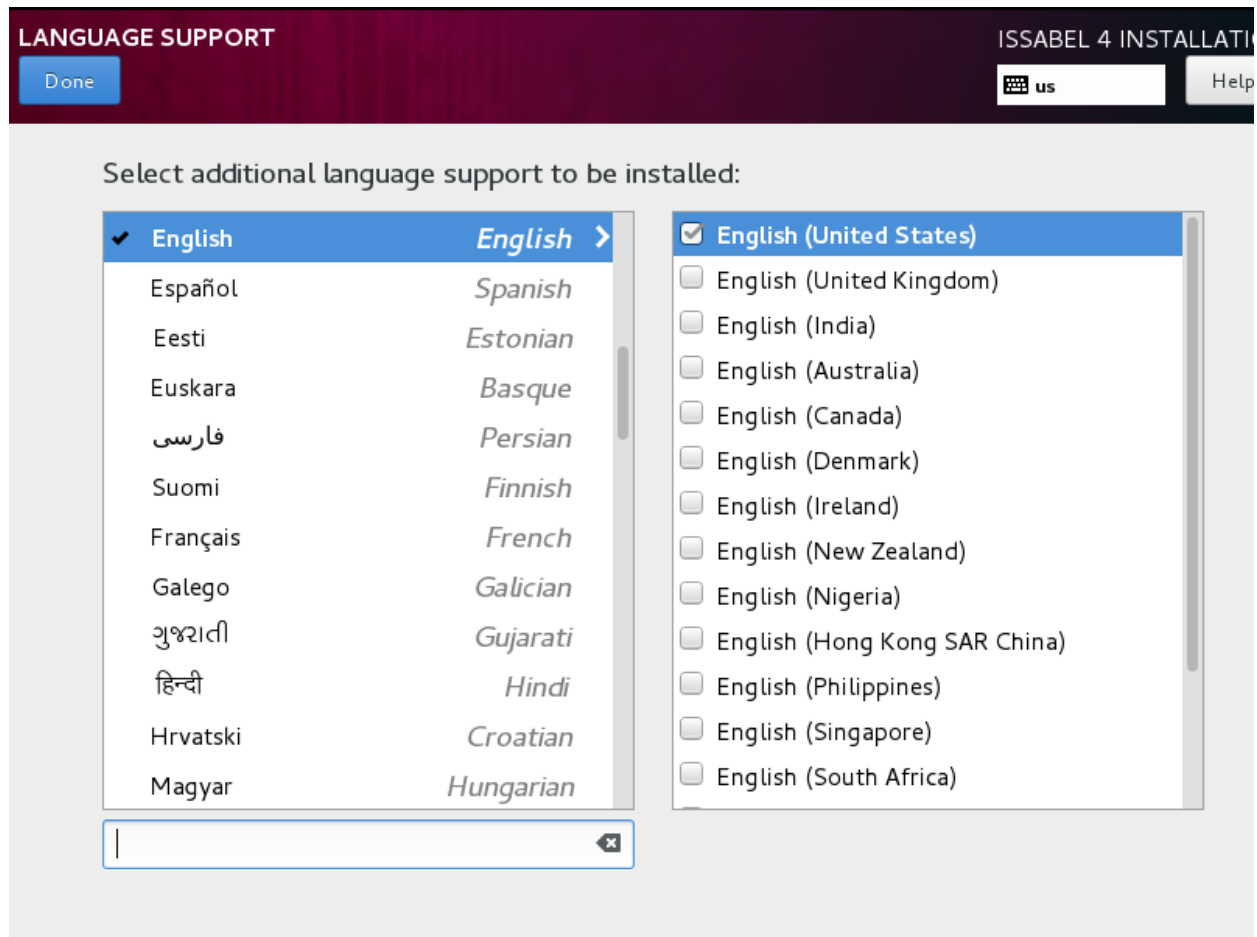 LANGUAGE SUPPORT
ISSABEL 4 INSTALLATIO
Done
us
Help
Select additional language support to be installed:
English English
Español Spanish
Eesti Estonian
Euskara Basque
فارسی Persian
Suomi Finnish
Français French
Galego Galician
ગુજરાતી Gujarati
हिन्दी Hindi
Hrvatski Croatian
Magyar Hungarian
English (United States)
English (United Kingdom)
English (India)
English (Australia)
English (Canada)
English (Denmark)
English (Ireland)
English (New Zealand)
English (Nigeria)
English (Hong Kong SAR China)
English (Philippines)
English (Singapore)
English (South Africa)